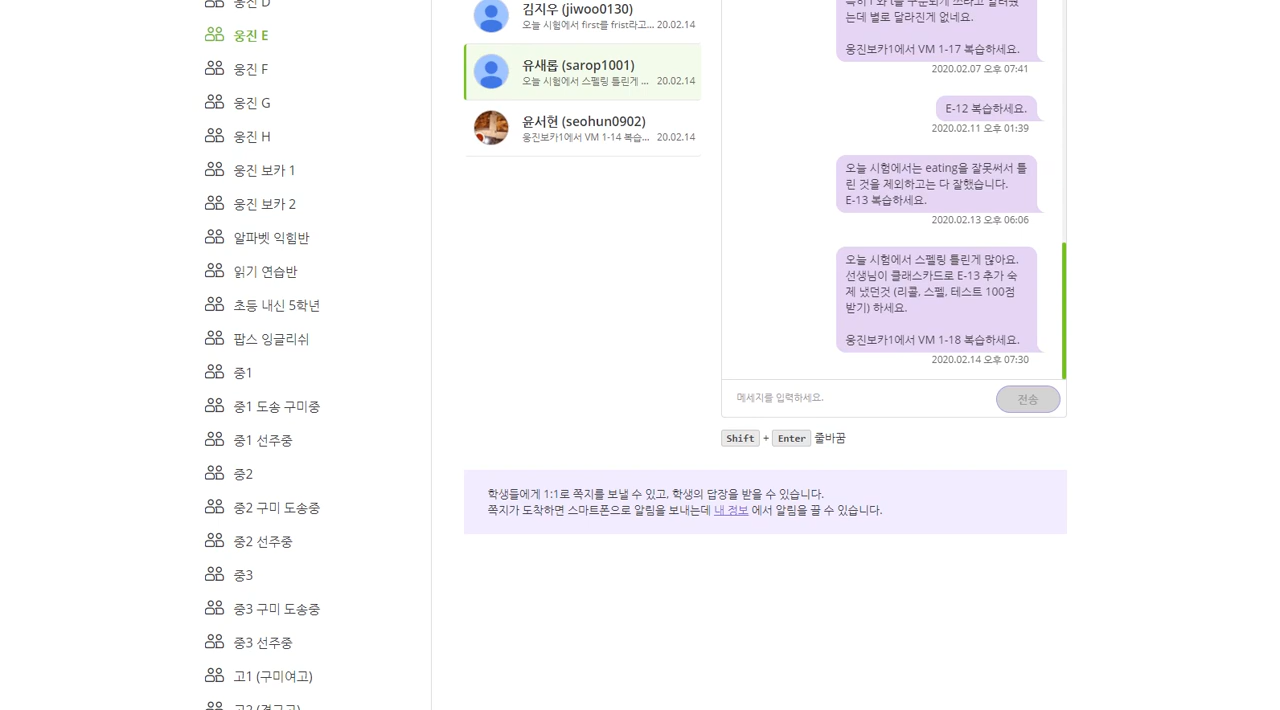 웅진 D
웅진 E
웅진 F
웅진 G
웅진 H
웅진 보카 1
웅진 보카 2
알파벳 익힘반
읽기 연습반
초등 내신 5학년
팝스 잉글리쉬
중1
중1 도송 구미중
중1 선주중
중2
중2 구미 도송중
중2 선주중
중3
중3 구미 도송중
중3 선주중
고1 (구미여고)
김지우 (jiwoo0130)
오늘 시험에서 first를 frist라고... 20.02.14
유새롭 (sarop1001)
오늘 시험에서 스펠링 틀린게 ... 20.02.14
윤서현 (seohun0902)
웅진보카1에서 VM 1-14 복습... 20.02.14
는데 별로 달라진게 없네요.
웅진보카1에서 VM 1-17 복습하세요.
2020.02.07 오후 07:41
E-12 복습하세요.
2020.02.11 오후 01:39
오늘 시험에서는 eating을 잘못써서 틀
린 것을 제외하고는 다 잘했습니다.
E-13 복습하세요.
2020.02.13 오후 06:06
오늘 시험에서 스펠링 틀린게 많아요.
선생님이 클래스카드로 E-13 추가 숙
제 냈던것 (리콜, 스펠, 테스트 100점
받기) 하세요.
웅진보카1에서 VM 1-18 복습하세요.
2020.02.14 오후 07:30
메세지를 입력하세요.
전송
Shift + Enter 줄바꿈
학생들에게 1:1로 쪽지를 보낼 수 있고, 학생의 답장을 받을 수 있습니다.
쪽지가 도착하면 스마트폰으로 알림을 보내는데 내 정보 에서 알림을 끌 수 있습니다.